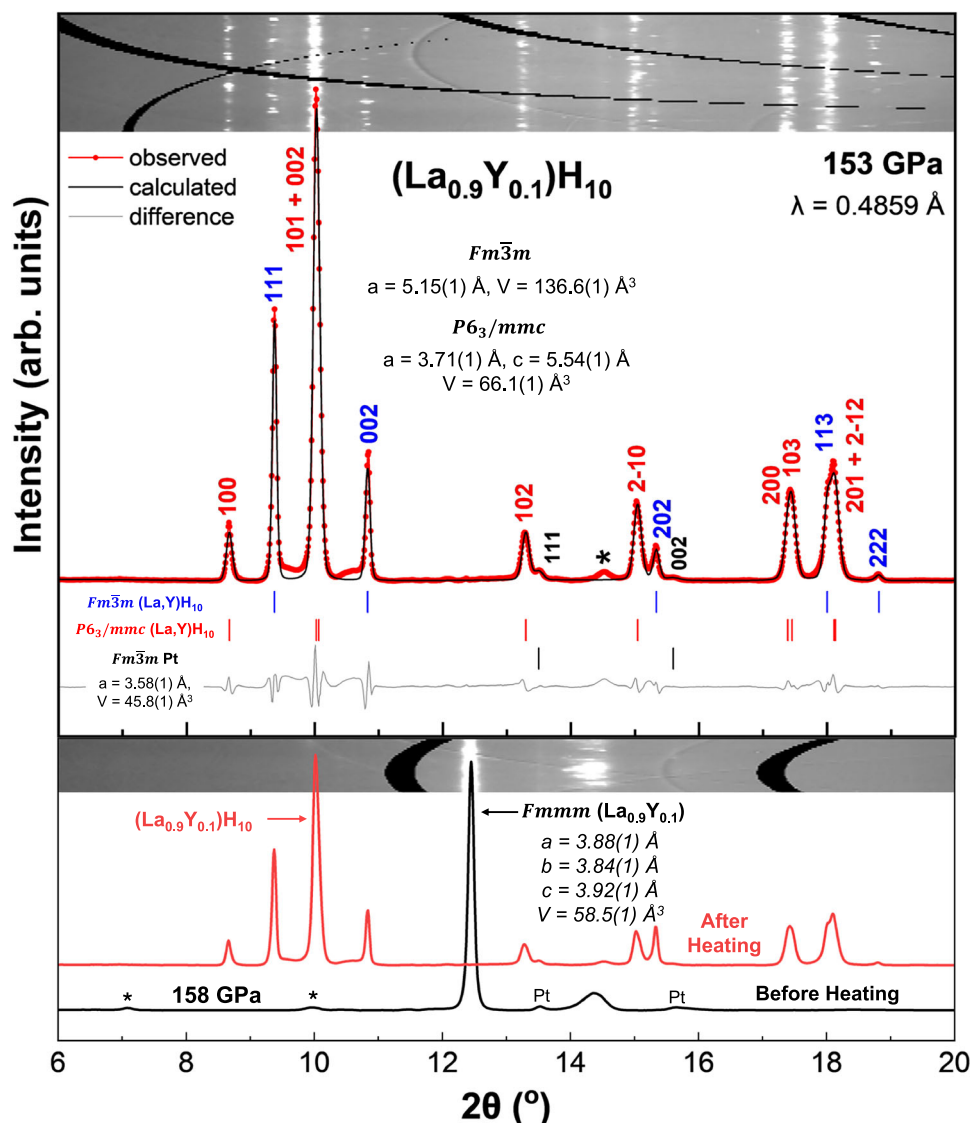 observed
calculated
difference
(La0.9Y0.1)H10
153 GPa
λ = 0.4859 Å
Fm3̅m
a = 5.15(1) Å, V = 136.6(1) Å³
P6₃/mmc
a = 3.71(1) Å, c = 5.54(1) Å
V = 66.1(1) Å³
Intensity (arb. units)
100
111
101 + 002
002
102
111
*
2-10
202
002
200
103
113
201 + 2-12
222
Fm3̅m (La,Y)H10
P6₃/mmc (La,Y)H10
Fm3̅m Pt
a = 3.58(1) Å,
V = 45.8(1) Å³
(La0.9Y0.1)H10
Fmmm (La0.9Y0.1)
a = 3.88(1) Å
b = 3.84(1) Å
c = 3.92(1) Å
V = 58.5(1) Å³
After
Heating
* 158 GPa * Pt Pt Before Heating
6 8 10 12 14 16 18 20
2θ (º)